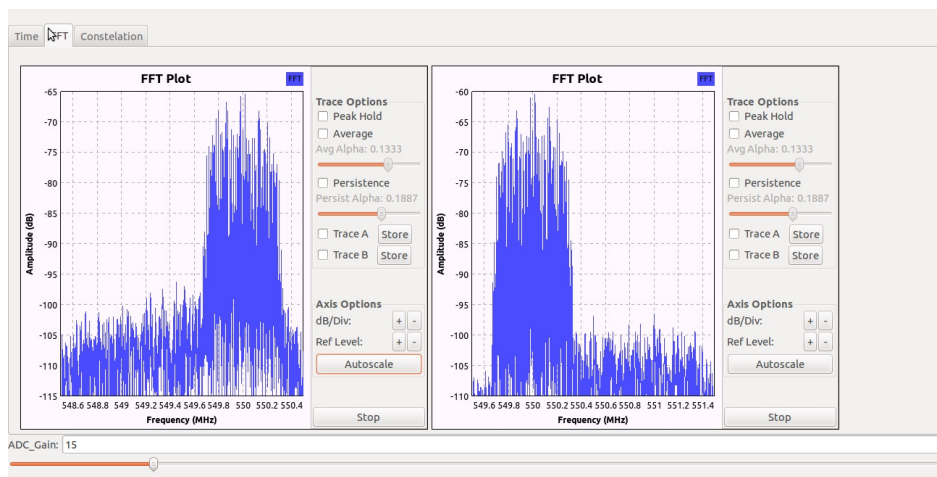 Time FFT Constelation
FFT Plot
FFT
-65
-70
-75
-80
-85
-90
-95
-100
-105
-110
-115
Amplitude (dB)
548.6 548.8 549 549.2 549.4 549.6 549.8 550 550.2 550.4
Frequency (MHz)
Trace Options
Peak Hold
Average
Avg Alpha: 0.1333
Persistence
Persist Alpha: 0.1887
Trace A Store
Trace B Store
Axis Options
dB/Div: + -
Ref Level: + -
Autoscale
Stop
FFT Plot
FFT
-60
-65
-70
-75
-80
-85
-90
-95
-100
-105
-110
Amplitude (dB)
549.6 549.8 550 550.2 550.4 550.6 550.8 551 551.2 551.4
Frequency (MHz)
Trace Options
Peak Hold
Average
Avg Alpha: 0.1333
Persistence
Persist Alpha: 0.1887
Trace A Store
Trace B Store
Axis Options
dB/Div: + -
Ref Level: + -
Autoscale
Stop
ADC_Gain: 15